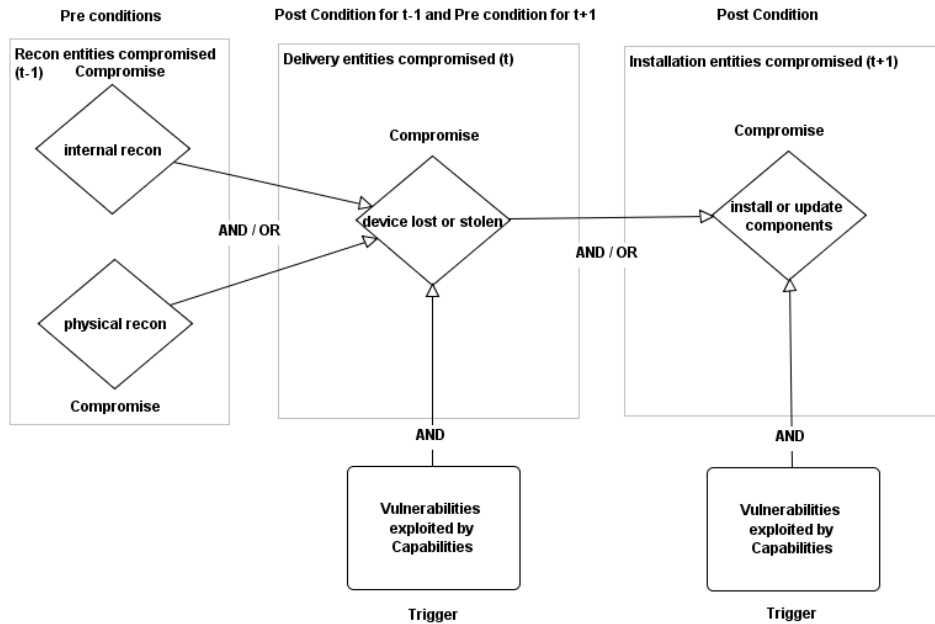 Pre conditions
Post Condition for t-1 and Pre condition for t+1
Post Condition
Recon entities compromised
(t-1)
Compromise
internal recon
physical recon
Compromise
AND / OR
Delivery entities compromised (t)
Compromise
device lost or stolen
AND / OR
Installation entities compromised (t+1)
Compromise
install or update
components
AND
Vulnerabilities
exploited by
Capabilities
Trigger
AND
Vulnerabilities
exploited by
Capabilities
Trigger